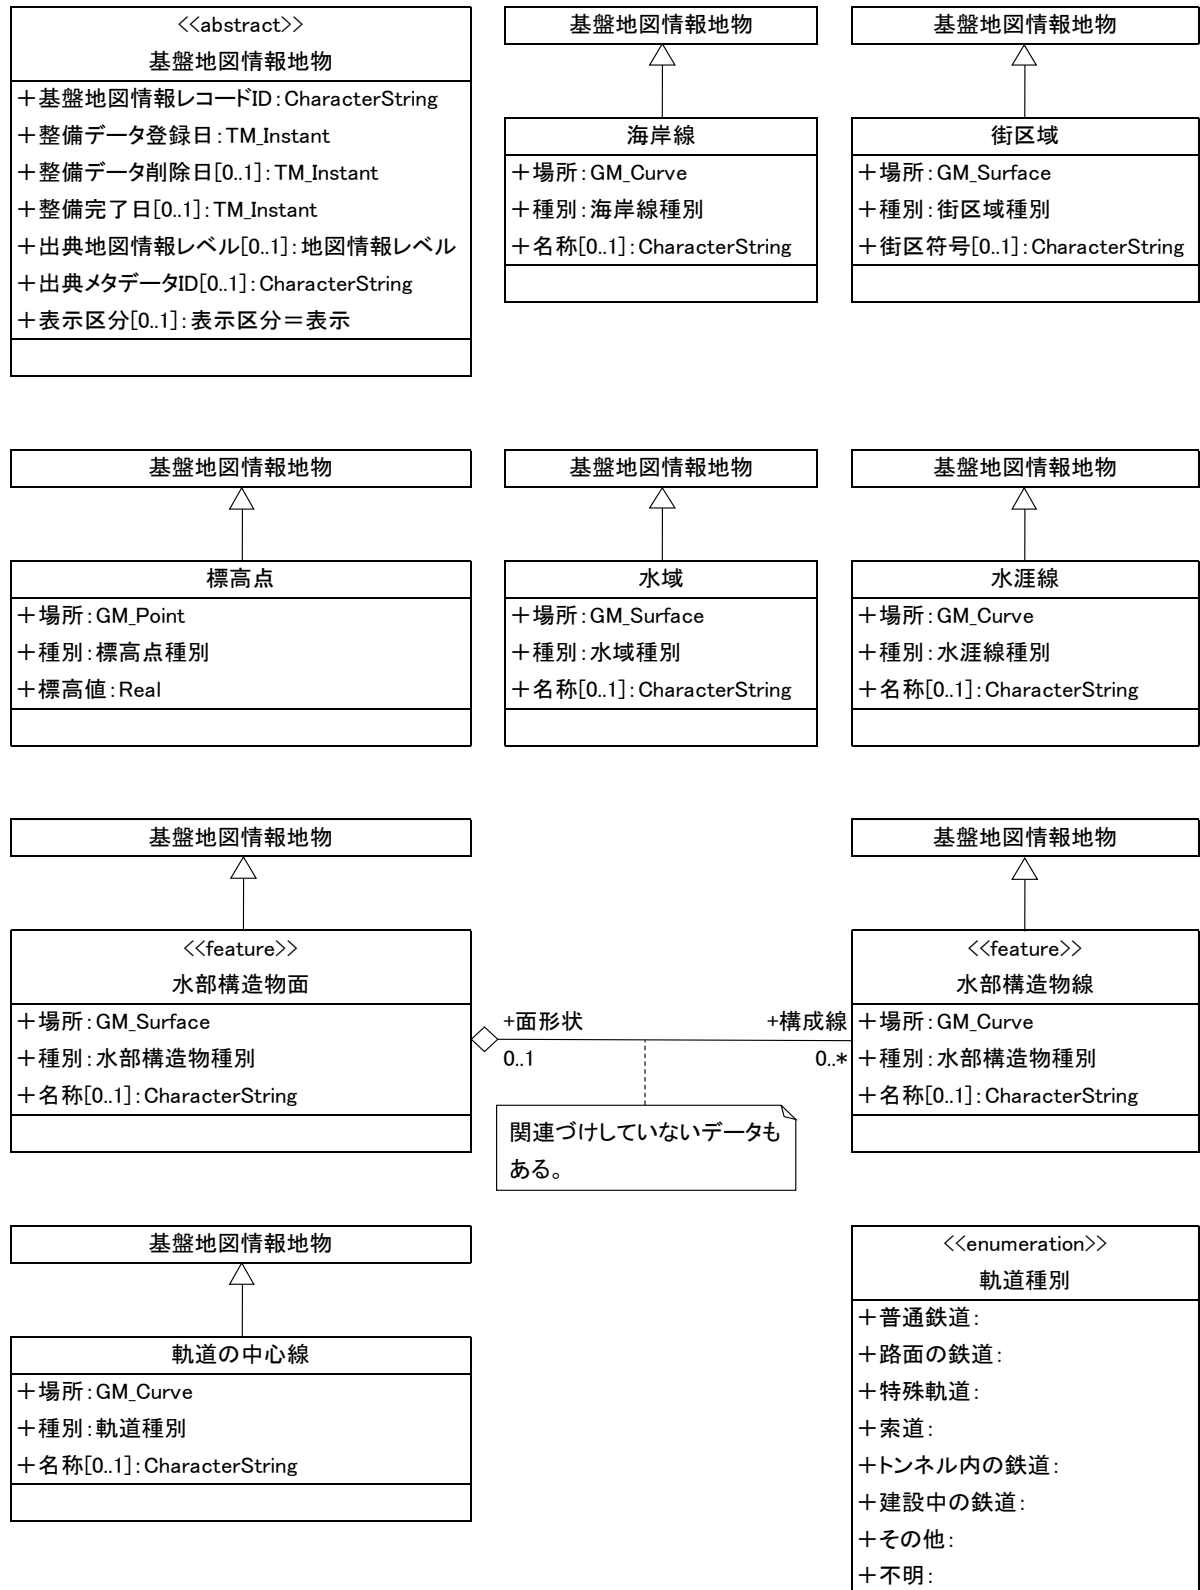 <<abstract>>
基盤地図情報地物
＋基盤地図情報レコードID：CharacterString
＋整備データ登録日：TM_Instant
＋整備データ削除日[0..1]：TM_Instant
＋整備完了日[0..1]：TM_Instant
＋出典地図情報レベル[0..1]：地図情報レベル
＋出典メタデータID[0..1]：CharacterString
＋表示区分[0..1]：表示区分＝表示
基盤地図情報地物
海岸線
＋場所：GM_Curve
＋種別：海岸線種別
＋名称[0..1]：CharacterString
基盤地図情報地物
街区域
＋場所：GM_Surface
＋種別：街区域種別
＋街区符号[0..1]：CharacterString
基盤地図情報地物
標高点
＋場所：GM_Point
＋種別：標高点種別
＋標高値：Real
基盤地図情報地物
水域
＋場所：GM_Surface
＋種別：水域種別
＋名称[0..1]：CharacterString
基盤地図情報地物
水涯線
＋場所：GM_Curve
＋種別：水涯線種別
＋名称[0..1]：CharacterString
基盤地図情報地物
<<feature>>
水部構造物面
＋場所：GM_Surface
＋種別：水部構造物種別
＋名称[0..1]：CharacterString
+面形状
0..1
+構成線
0..*
関連づけしていないデータも
ある。
基盤地図情報地物
<<feature>>
水部構造物線
＋場所：GM_Curve
＋種別：水部構造物種別
＋名称[0..1]：CharacterString
基盤地図情報地物
軌道の中心線
＋場所：GM_Curve
＋種別：軌道種別
＋名称[0..1]：CharacterString
<<enumeration>>
軌道種別
＋普通鉄道：
＋路面の鉄道：
＋特殊軌道：
＋索道：
＋トンネル内の鉄道：
＋建設中の鉄道：
＋その他：
＋不明：